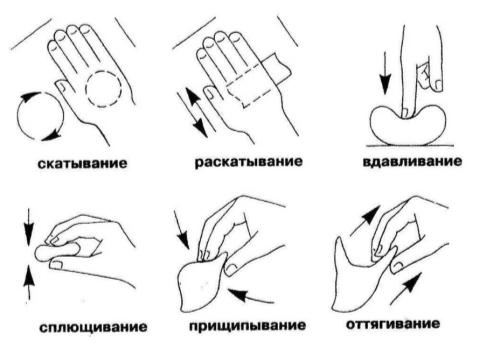 скатывание
раскатывание
вдавливание
сплющивание
прищипывание
оттягивание